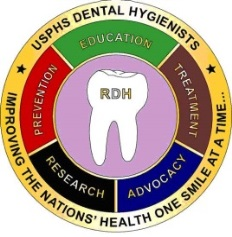 USPHS DENTAL HYGIENISTS
EDUCATION
PREVENTION
TREATMENT
RDH
RESEARCH
ADVOCACY
IMPROVING THE NATIONS' HEALTH ONE SMILE AT A TIME...